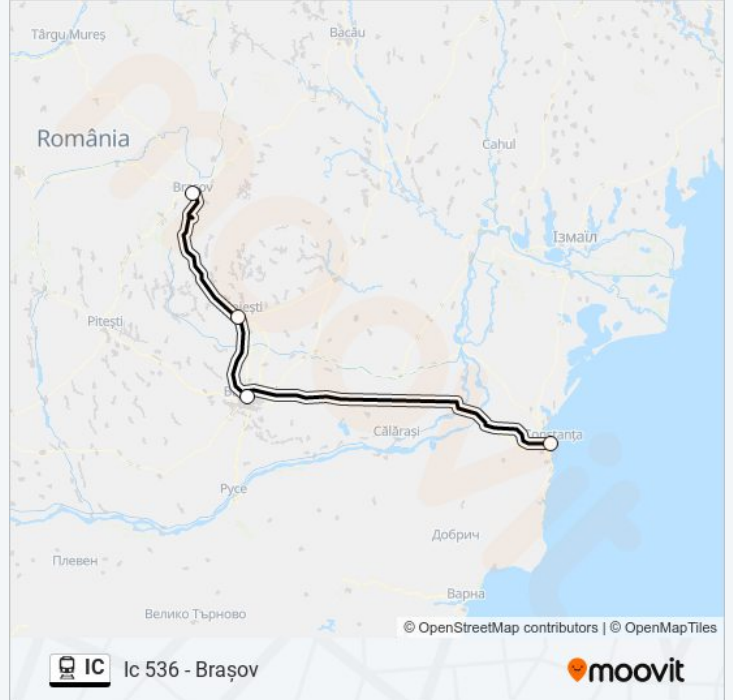 Târgu Mureș
Bacău
România
Cahul
Brașov
Ізмаїл
Pitești
Călărași
Constanța
Русе
Добрич
Плевен
Варна
Велико Търново
© OpenStreetMap contributors | © OpenMapTiles
IC Ic 536 - Brașov
moovit